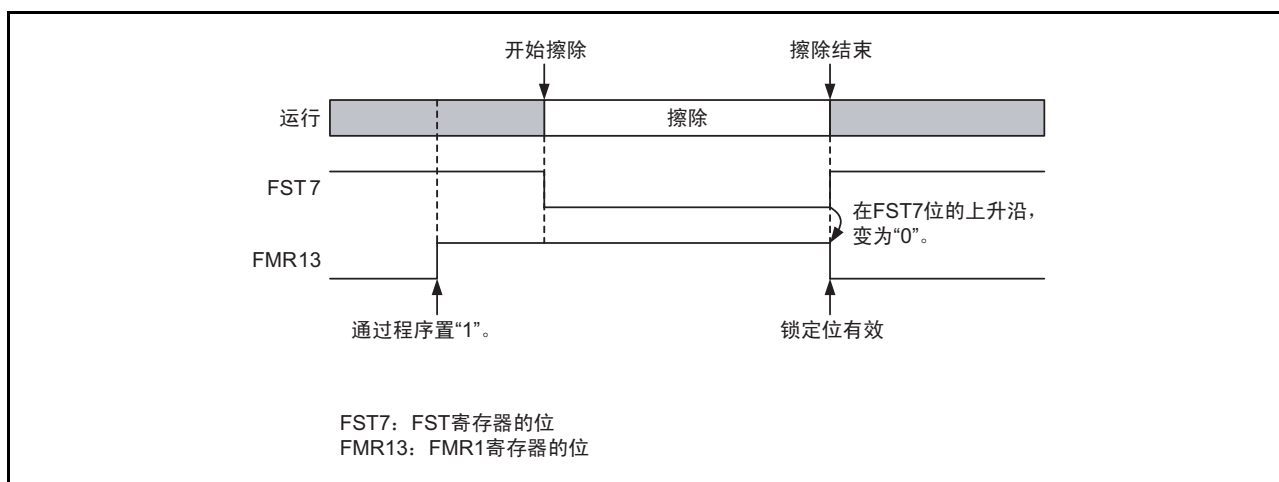 开始擦除
擦除结束
运行
擦除
FST7
在FST7位的上升沿，
变为“0”。
FMR13
通过程序置“1”。
锁定位有效
FST7：FST寄存器的位
FMR13：FMR1寄存器的位